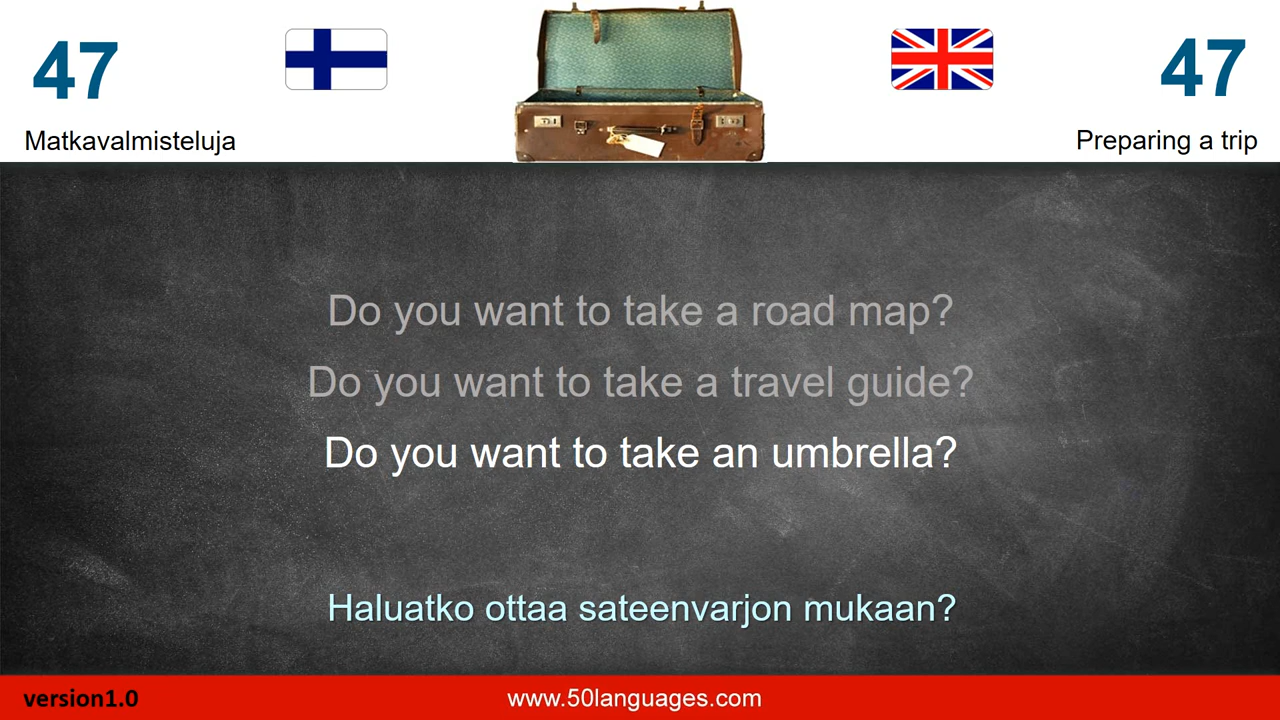 47
47
Matkavalmisteluja
Preparing a trip
Do you want to take a road map?
Do you want to take a travel guide?
Do you want to take an umbrella?
Haluatko ottaa sateenvarjon mukaan?
version1.0
www.50languages.com